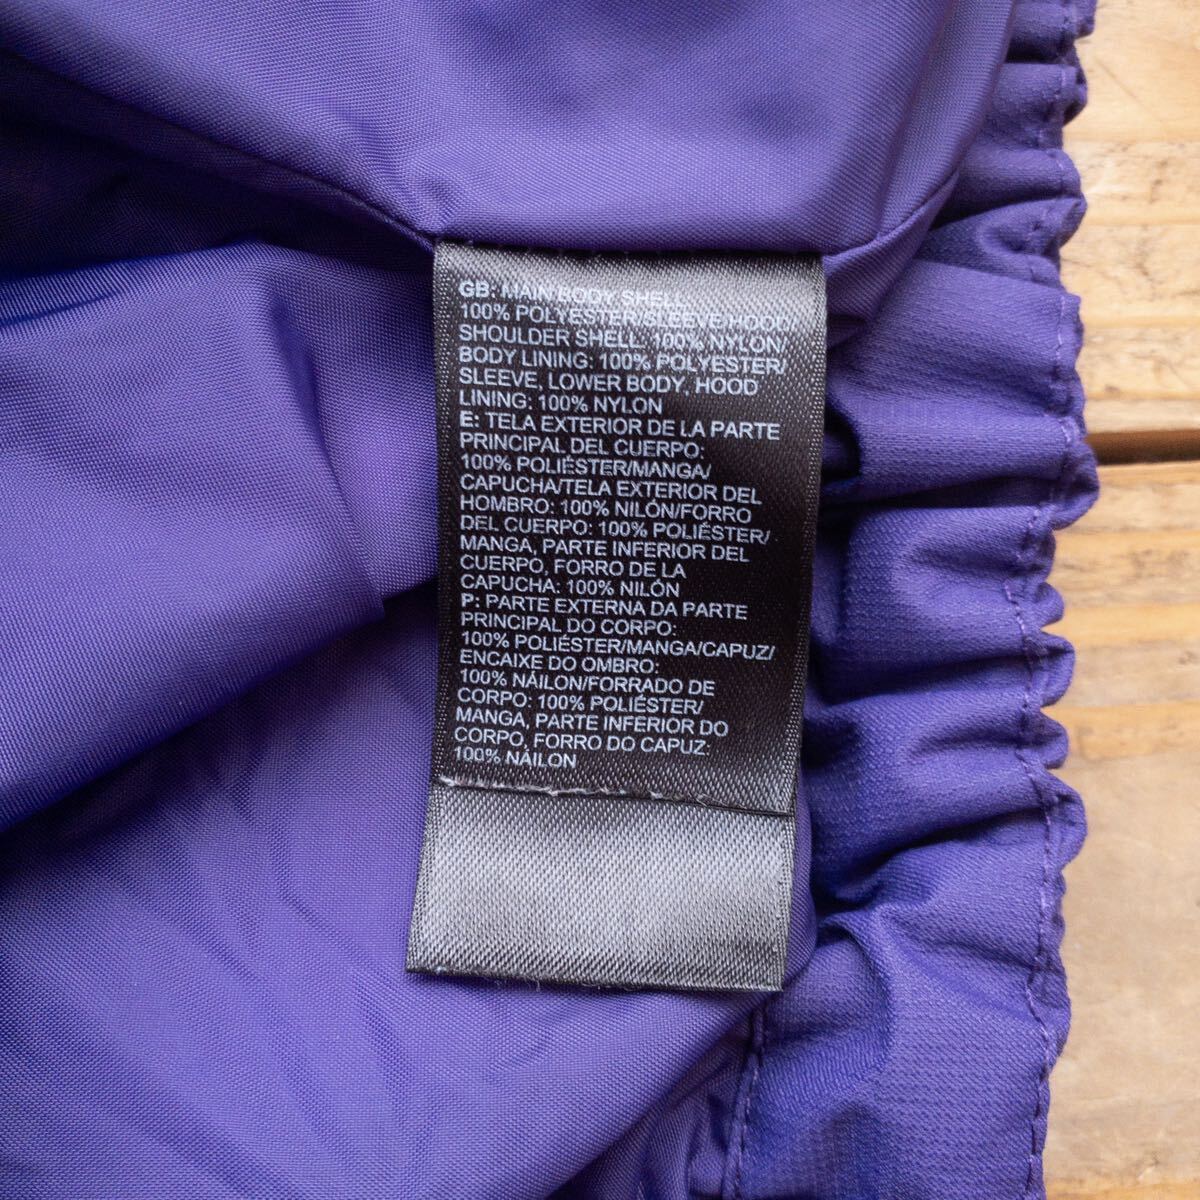 GB: MAIN BODY SHELL
100% POLYESTER/SLEEVE/HOOD/
SHOULDER SHELL: 100% NYLON/
BODY LINING: 100% POLYESTER/
SLEEVE, LOWER BODY, HOOD
LINING: 100% NYLON
E: TELA EXTERIOR DE LA PARTE
PRINCIPAL DEL CUERPO:
100% POLIÉSTER/MANGA/
CAPUCHA/TELA EXTERIOR DEL
HOMBRO: 100% NILÓN/FORRO
DEL CUERPO: 100% POLIÉSTER/
MANGA, PARTE INFERIOR DEL
CUERPO, FORRO DE LA
CAPUCHA: 100% NILÓN
P: PARTE EXTERNA DA PARTE
PRINCIPAL DO CORPO:
100% POLIÉSTER/MANGA/CAPUZ/
ENCAIXE DO OMBRO:
100% NÁILON/FORRADO DE
CORPO: 100% POLIÉSTER/
MANGA, PARTE INFERIOR DO
CORPO, FORRO DO CAPUZ:
100% NÁILON